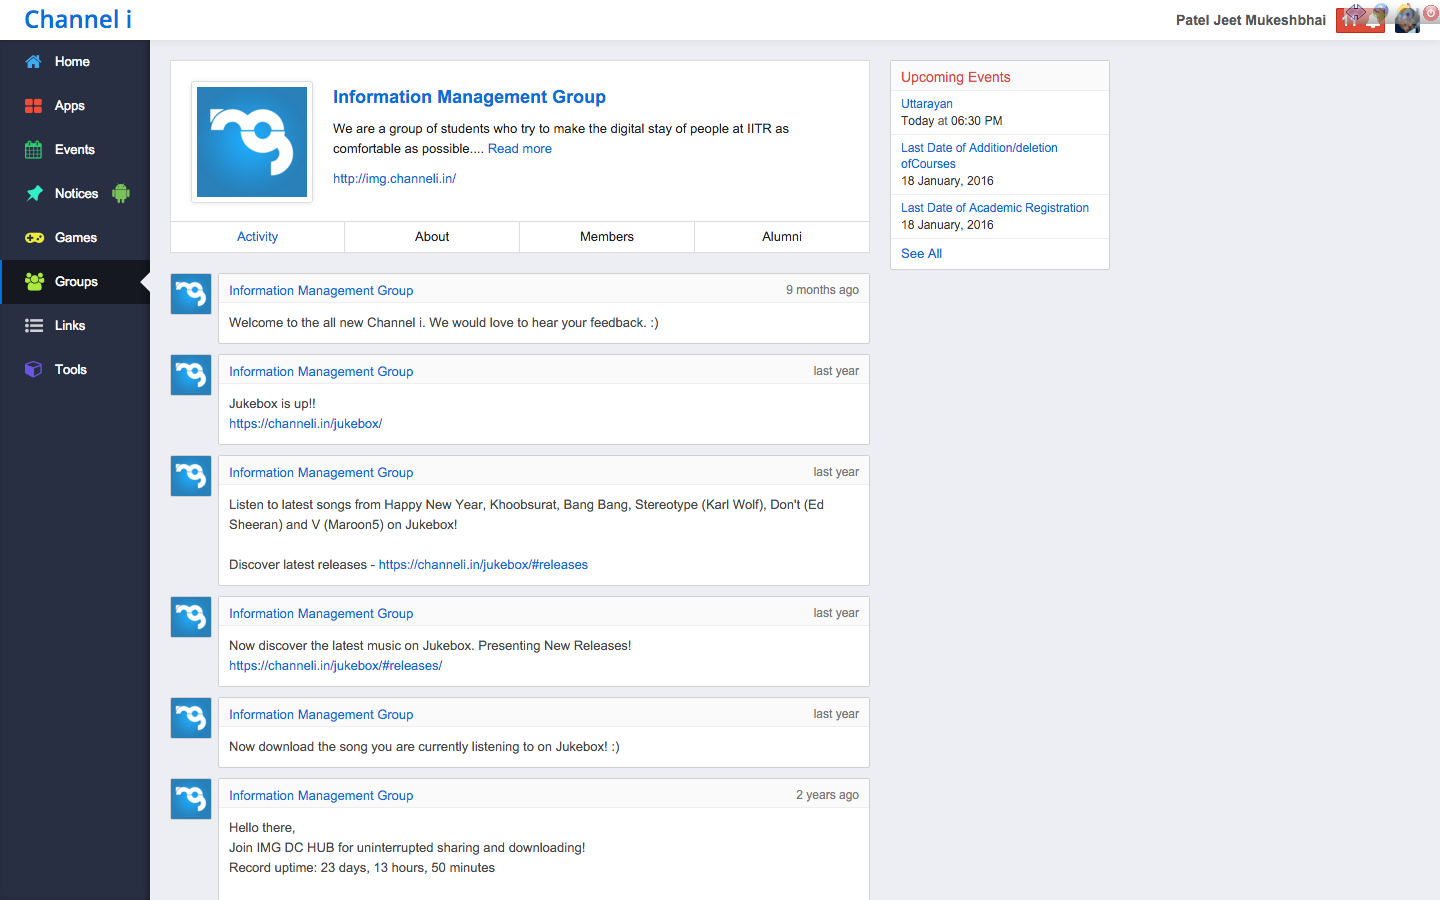 Channel i
Patel Jeet Mukeshbhai
Home
Apps
Events
Notices
Games
Groups
Links
Tools
Information Management Group
We are a group of students who try to make the digital stay of people at IITR as
comfortable as possible.... Read more
http://img.channeli.in/
Activity
About
Members
Alumni
Information Management Group
9 months ago
Welcome to the all new Channel i. We would love to hear your feedback. :)
Information Management Group
last year
Jukebox is up!!
https://channeli.in/jukebox/
Information Management Group
last year
Listen to latest songs from Happy New Year, Khoobsurat, Bang Bang, Stereotype (Karl Wolf), Don't (Ed
Sheeran) and V (Maroon5) on Jukebox!
Discover latest releases - https://channeli.in/jukebox/#releases
Information Management Group
last year
Now discover the latest music on Jukebox. Presenting New Releases!
https://channeli.in/jukebox/#releases/
Information Management Group
last year
Now download the song you are currently listening to on Jukebox! :)
Information Management Group
2 years ago
Hello there,
Join IMG DC HUB for uninterrupted sharing and downloading!
Record uptime: 23 days, 13 hours, 50 minutes
Upcoming Events
Uttarayan
Today at 06:30 PM
Last Date of Addition/deletion
ofCourses
18 January, 2016
Last Date of Academic Registration
18 January, 2016
See All